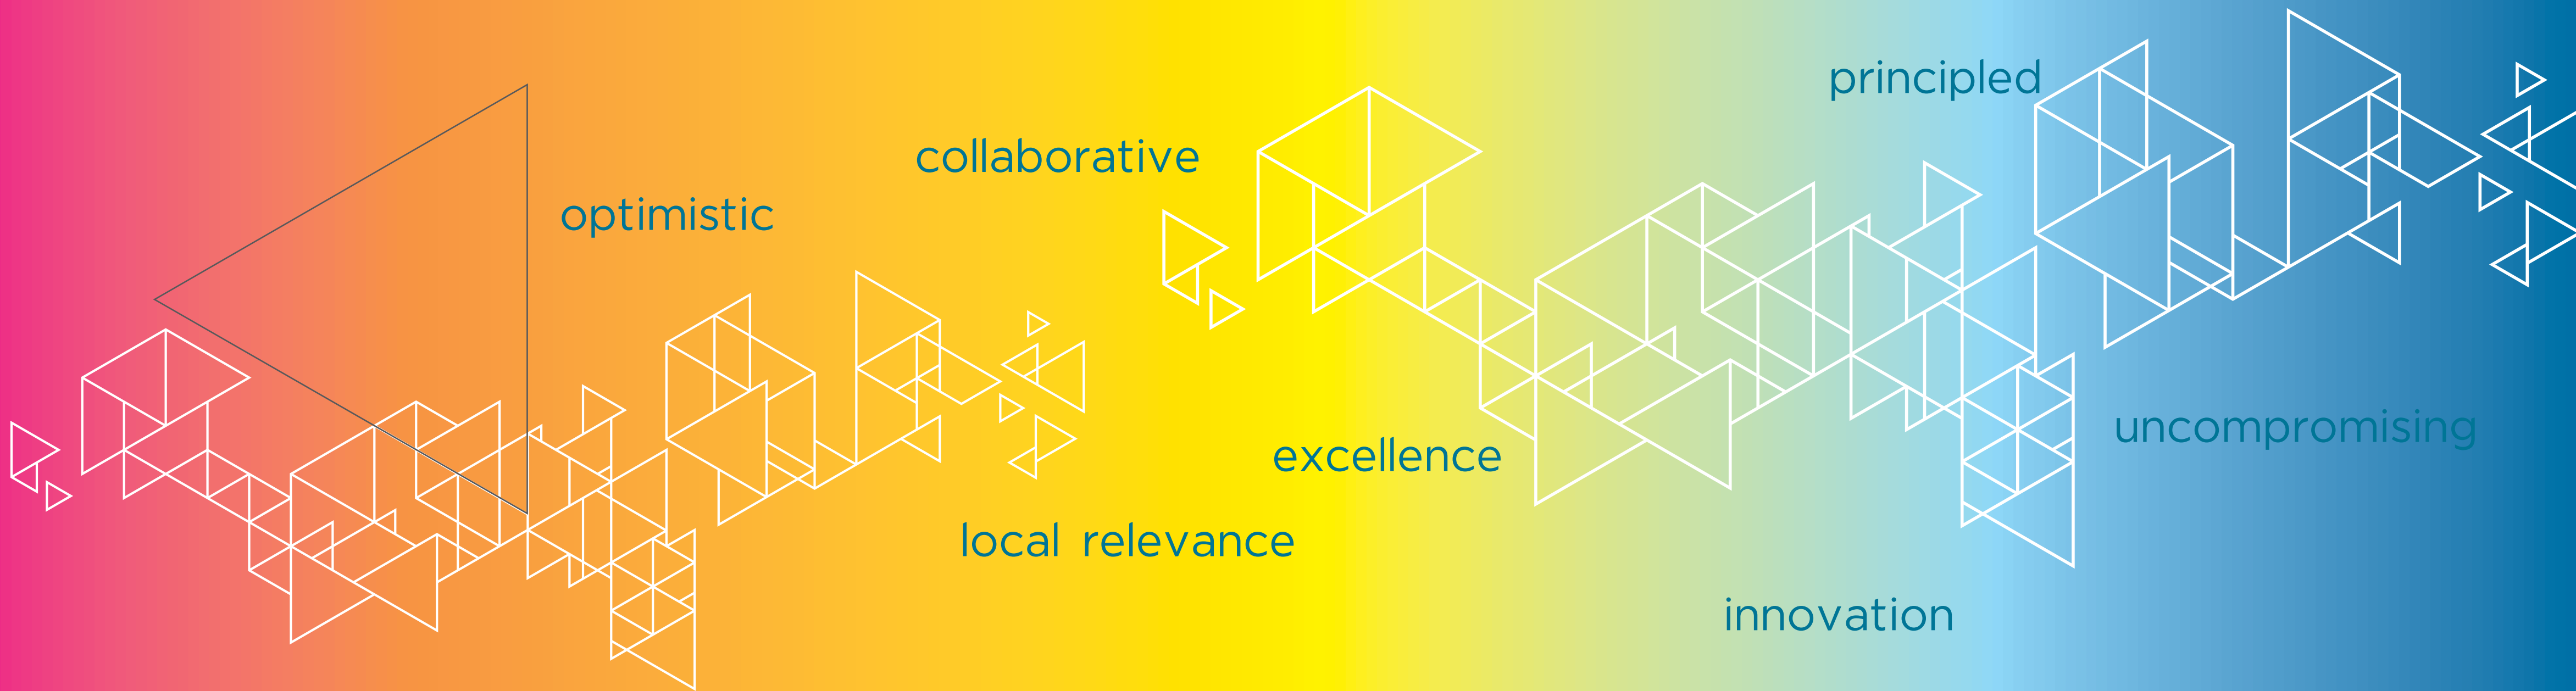 optimistic
collaborative
local relevance
excellence
principled
innovation
uncompromising